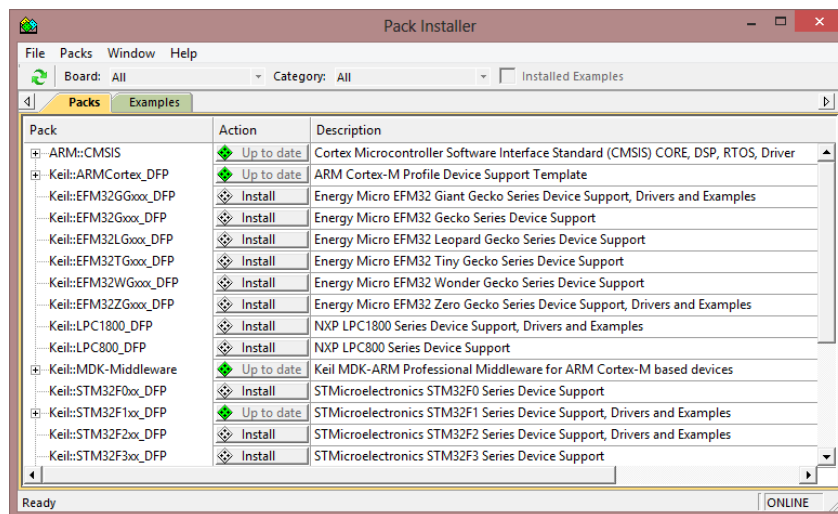 Pack Installer
File Packs Window Help
Board: All Category: All Installed Examples
Packs Examples
Pack Action Description
ARM::CMSIS Up to date Cortex Microcontroller Software Interface Standard (CMSIS) CORE, DSP, RTOS, Driver
Keil::ARMCortex_DFP Up to date ARM Cortex-M Profile Device Support Template
Keil::EFM32GGxxx_DFP Install Energy Micro EFM32 Giant Gecko Series Device Support, Drivers and Examples
Keil::EFM32Gxxx_DFP Install Energy Micro EFM32 Gecko Series Device Support
Keil::EFM32LGxxx_DFP Install Energy Micro EFM32 Leopard Gecko Series Device Support
Keil::EFM32TGxxx_DFP Install Energy Micro EFM32 Tiny Gecko Series Device Support
Keil::EFM32WGxxx_DFP Install Energy Micro EFM32 Wonder Gecko Series Device Support
Keil::EFM32ZGxxx_DFP Install Energy Micro EFM32 Zero Gecko Series Device Support, Drivers and Examples
Keil::LPC1800_DFP Install NXP LPC1800 Series Device Support, Drivers and Examples
Keil::LPC800_DFP Install NXP LPC800 Series Device Support
Keil::MDK-Middleware Up to date Keil MDK-ARM Professional Middleware for ARM Cortex-M based devices
Keil::STM32F0xx_DFP Install STMicroelectronics STM32F0 Series Device Support
Keil::STM32F1xx_DFP Up to date STMicroelectronics STM32F1 Series Device Support, Drivers and Examples
Keil::STM32F2xx_DFP Install STMicroelectronics STM32F2 Series Device Support, Drivers and Examples
Keil::STM32F3xx_DFP Install STMicroelectronics STM32F3 Series Device Support
Ready ONLINE